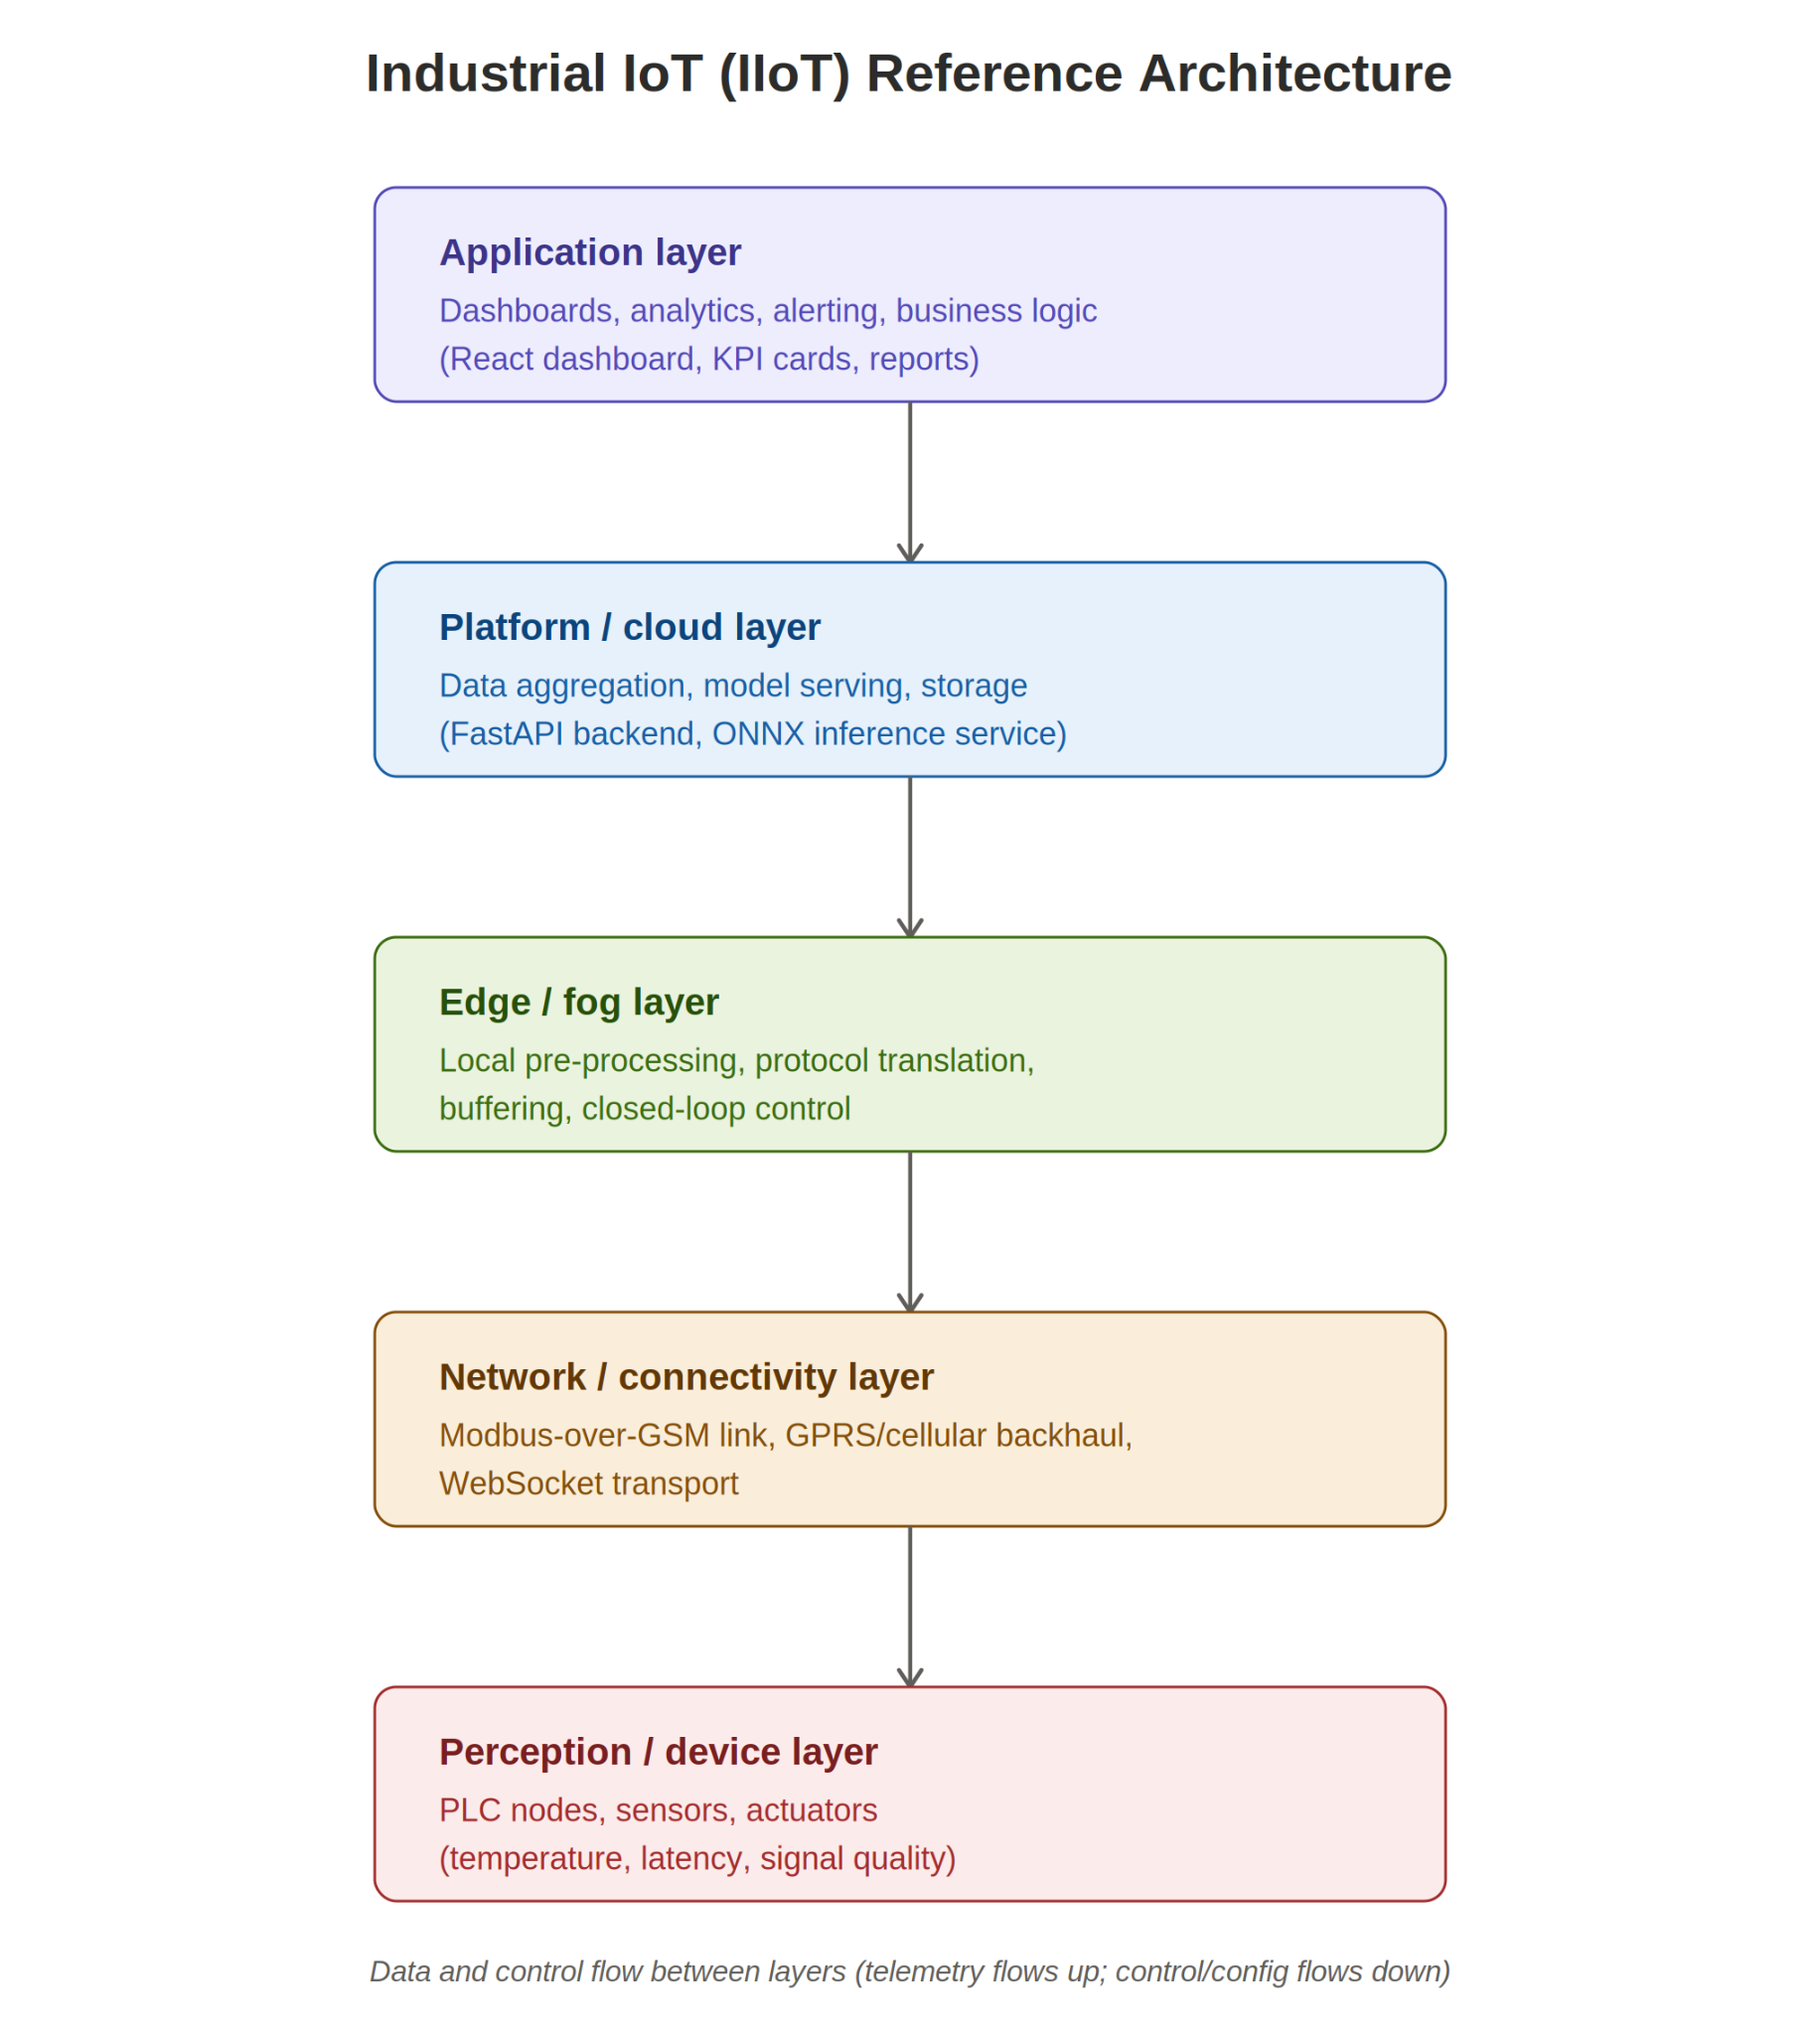 Industrial IoT (IIoT) Reference Architecture
Application layer
Dashboards, analytics, alerting, business logic
(React dashboard, KPI cards, reports)
Platform / cloud layer
Data aggregation, model serving, storage
(FastAPI backend, ONNX inference service)
Edge / fog layer
Local pre-processing, protocol translation,
buffering, closed-loop control
Network / connectivity layer
Modbus-over-GSM link, GPRS/cellular backhaul,
WebSocket transport
Perception / device layer
PLC nodes, sensors, actuators
(temperature, latency, signal quality)
Data and control flow between layers (telemetry flows up; control/config flows down)